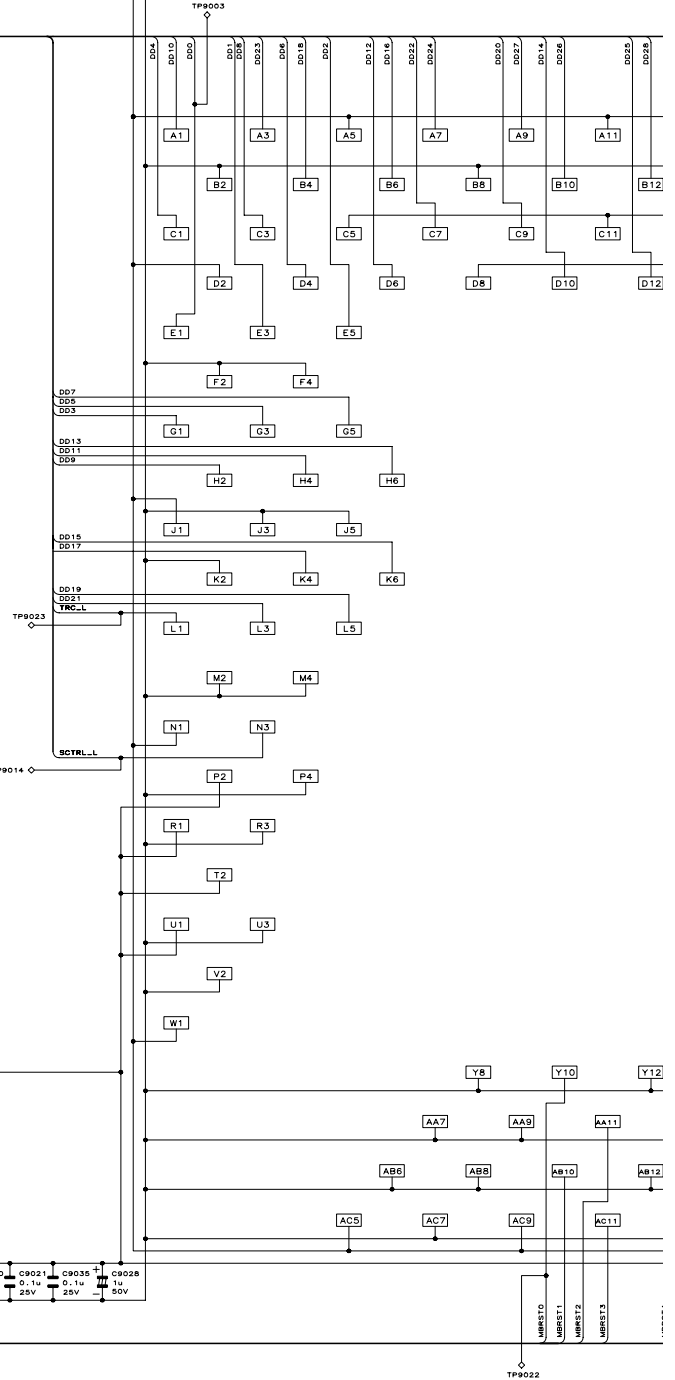 TP9003
DD4 DD10 DD0 DD1 DD8 DD23 DD6 DD18 DD2 DD12 DD16 DD22 DD24 DD20 DD27 DD14 DD26 DD25 DD28
A1 A3 A5 A7 A9 A11
B2 B4 B6 B8 B10 B12
C1 C3 C5 C7 C9 C11
D2 D4 D6 D8 D10 D12
E1 E3 E5
F2 F4
DD7
DD5
DD3
G1 G3 G5
DD13
DD11
DD9
H2 H4 H6
J1 J3 J5
DD15
DD17
K2 K4 K6
DD19
DD21
TRC_L
TP9023
L1 L3 L5
M2 M4
N1 N3
SCTRL_L
P9014
P2 P4
R1 R3
T2
U1 U3
V2
W1
Y8 Y10 Y12
AA7 AA9 AA11
AB6 AB8 AB10 AB12
AC5 AC7 AC9 AC11
C9021 C9035 + C9028
0.1u 0.1u 1u
25V 25V 50V
MBRST0 MBRST1 MBRST2 MBRST3
TP9022